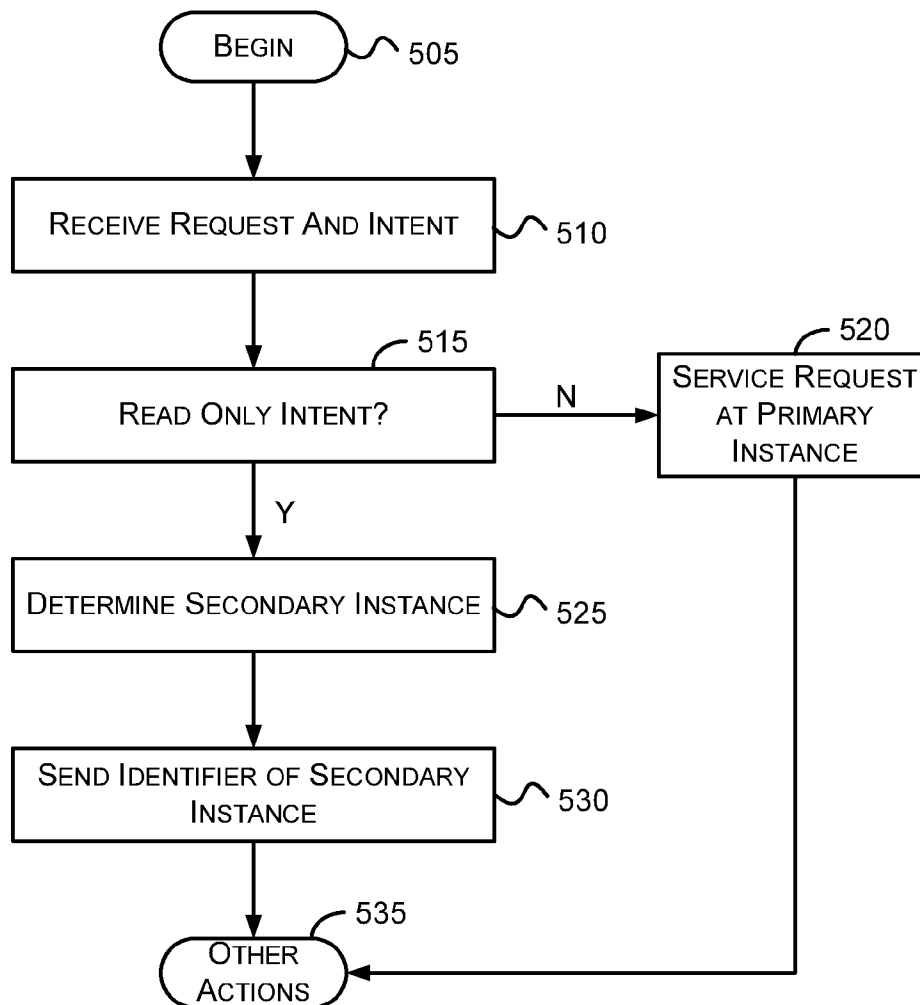 BEGIN
505
RECEIVE REQUEST AND INTENT
510
515
520
READ ONLY INTENT?
N
SERVICE REQUEST
AT PRIMARY
INSTANCE
Y
DETERMINE SECONDARY INSTANCE
525
SEND IDENTIFIER OF SECONDARY
INSTANCE
530
535
OTHER
ACTIONS